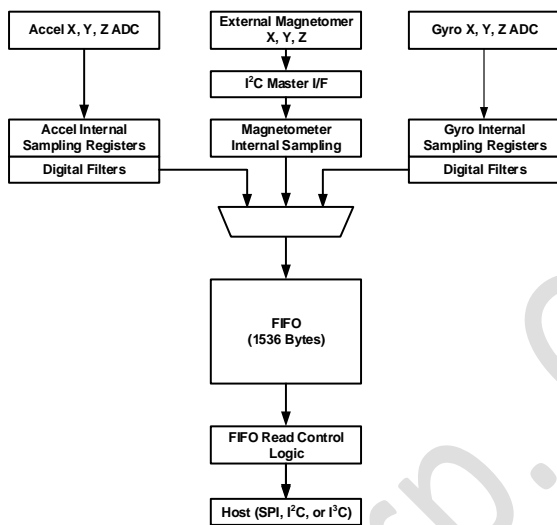 Accel X, Y, Z ADC
External Magnetomer
X, Y, Z
Gyro X, Y, Z ADC
I²C Master I/F
Accel Internal
Sampling Registers
Digital Filters
Magnetometer
Internal Sampling
Gyro Internal
Sampling Registers
Digital Filters
FIFO
(1536 Bytes)
FIFO Read Control
Logic
Host (SPI, I²C, or I³C)